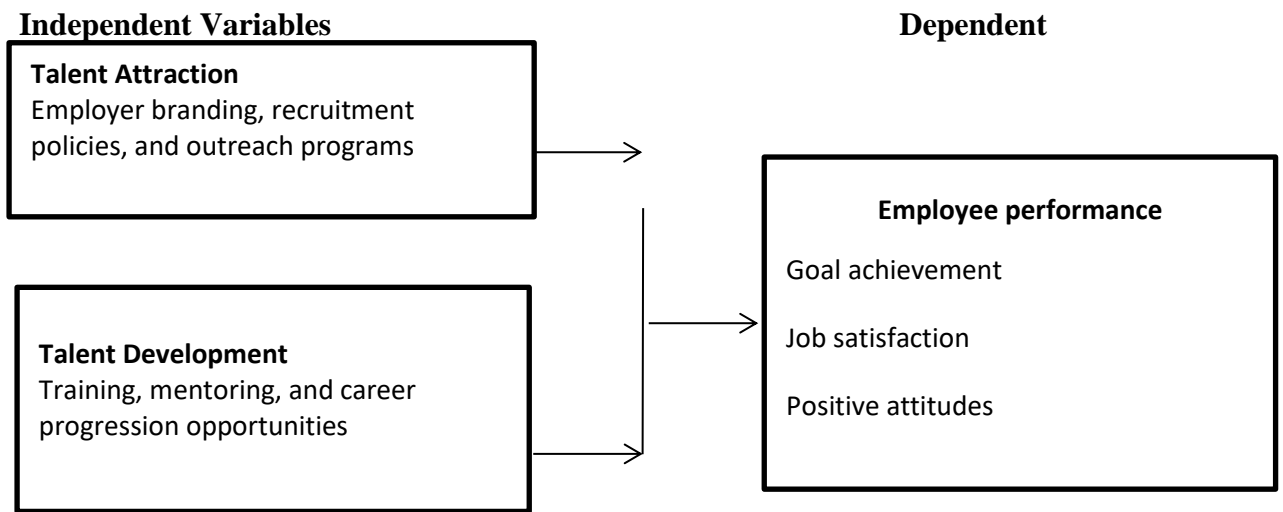 Independent Variables
Dependent
Talent Attraction
Employer branding, recruitment
policies, and outreach programs
Talent Development
Training, mentoring, and career
progression opportunities
Employee performance
Goal achievement
Job satisfaction
Positive attitudes